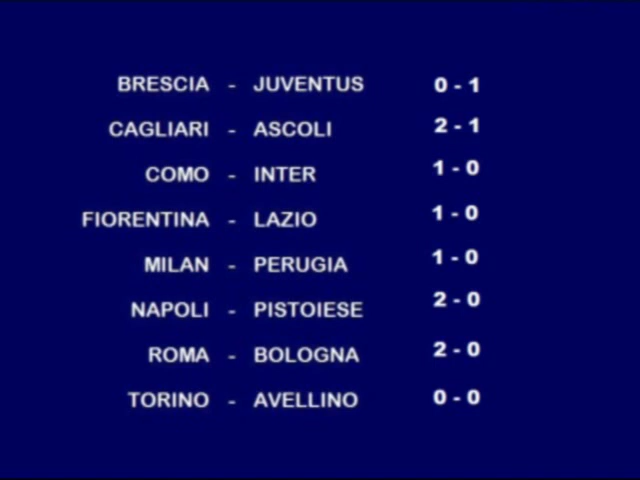 BRESCIA - JUVENTUS 0 - 1
CAGLIARI - ASCOLI 2 - 1
COMO - INTER 1 - 0
FIORENTINA - LAZIO 1 - 0
MILAN - PERUGIA 1 - 0
NAPOLI - PISTOIESE 2 - 0
ROMA - BOLOGNA 2 - 0
TORINO - AVELLINO 0 - 0